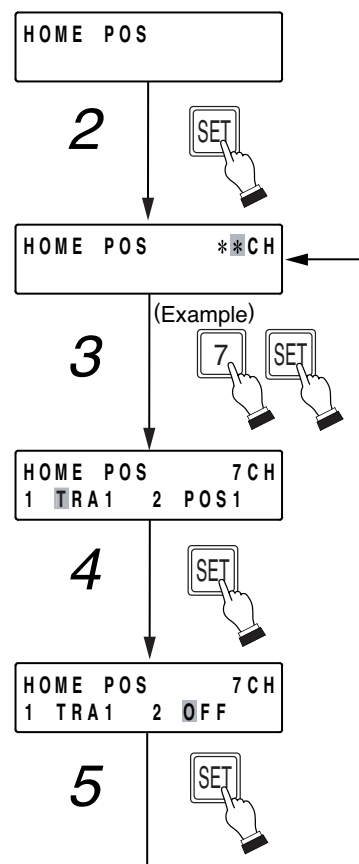 HOME POS
2
SET
HOME POS **CH
(Example)
3
7 SET
HOME POS 7CH
1 TRA1 2 POS1
4
SET
HOME POS 7CH
1 TRA1 2 OFF
5
SET